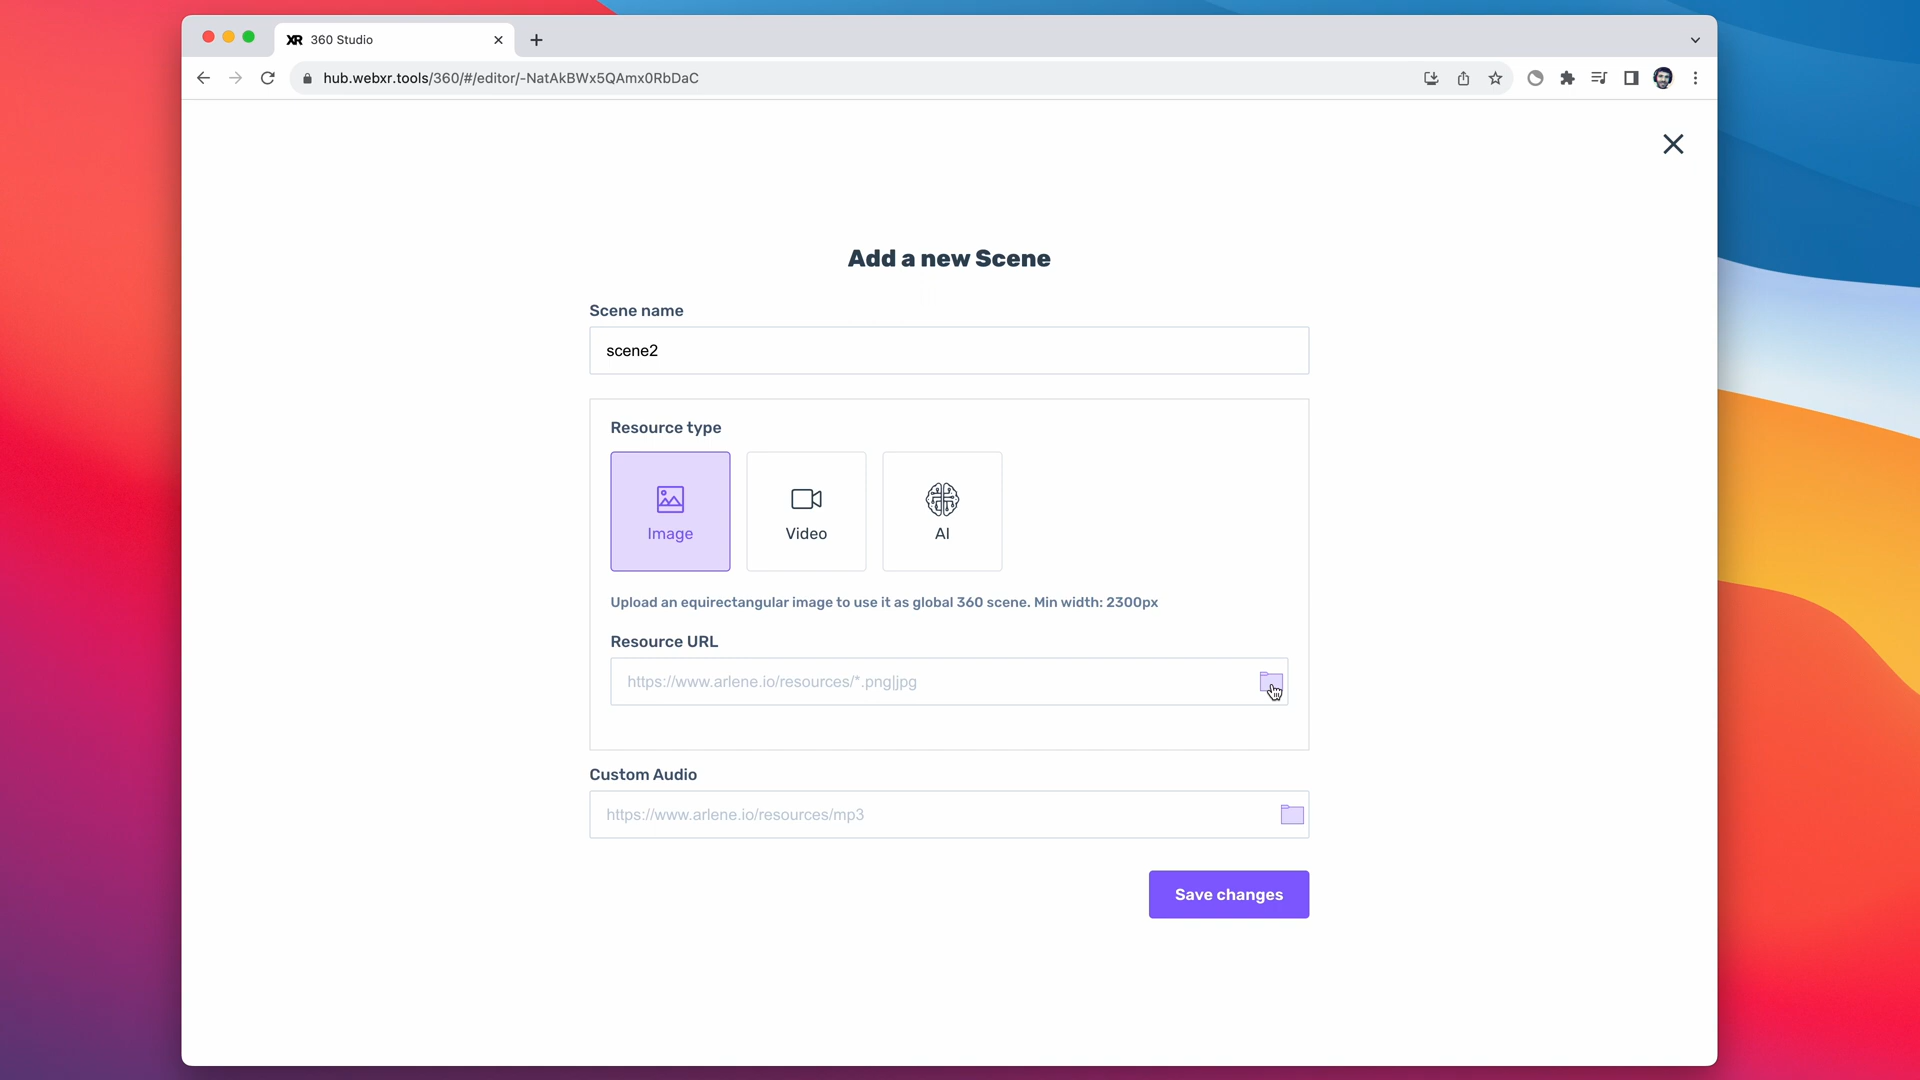 XR 360 Studio
hub.webxr.tools/360/#/editor/-NatAkBWx5QAmx0RbDaC
Add a new Scene
Scene name
scene2
Resource type
Image
Video
AI
Upload an equirectangular image to use it as global 360 scene. Min width: 2300px
Resource URL
https://www.arlene.io/resources/*.png|jpg
Custom Audio
https://www.arlene.io/resources/mp3
Save changes